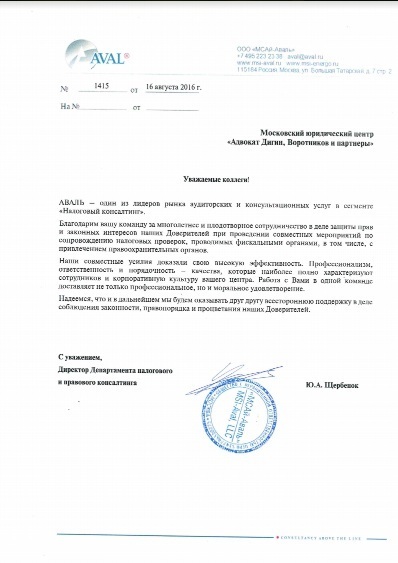 AVAL®
ООО «МСАй-Аваль»
+7 495 223 23 38 aval@aval.ru
www.msi-aval.ru www.msi-energo.ru
115184 Россия Москва ул. Большая Татарская, д. 7 стр. 2
№ 1415 от 16 августа 2016 г.
На № от
Московский юридический центр
«Адвокат Дигин, Воротников и партнеры»
Уважаемые коллеги!
АВАЛЬ – один из лидеров рынка аудиторских и консультационных услуг в сегменте
«Налоговый консалтинг».
Благодарим вашу команду за многолетнее и плодотворное сотрудничество в деле защиты прав
и законных интересов наших Доверителей при проведении совместных мероприятий по
сопровождению налоговых проверок, проводимых фискальными органами, в том числе, с
привлечением правоохранительных органов.
Наши совместные усилия доказали свою высокую эффективность. Профессионализм,
ответственность и порядочность – качества, которые наиболее полно характеризуют
сотрудников и корпоративную культуру вашего центра. Работа с Вами в одной команде
доставляет не только профессиональное, но и моральное удовлетворение.
Надеемся, что и в дальнейшем мы будем оказывать друг другу всестороннюю поддержку в деле
соблюдения законности, правопорядка и процветания наших Доверителей.
С уважением,
Директор Департамента налогового
и правового консалтинга Ю.А. Щербенок
«МСАй-Аваль»
MSI Aval, LLC
CONSULTANCY ABOVE THE LINE